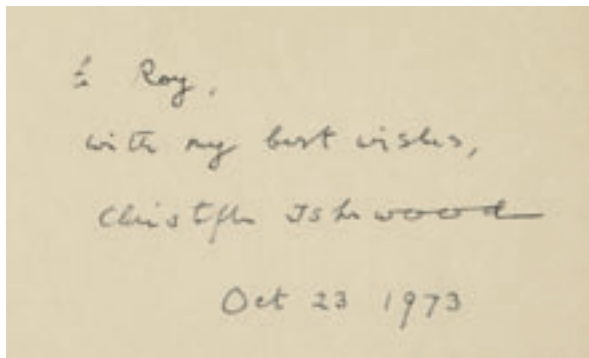 to Roy,
with my best wishes,
Christopher Isherwood
Oct 23 1973